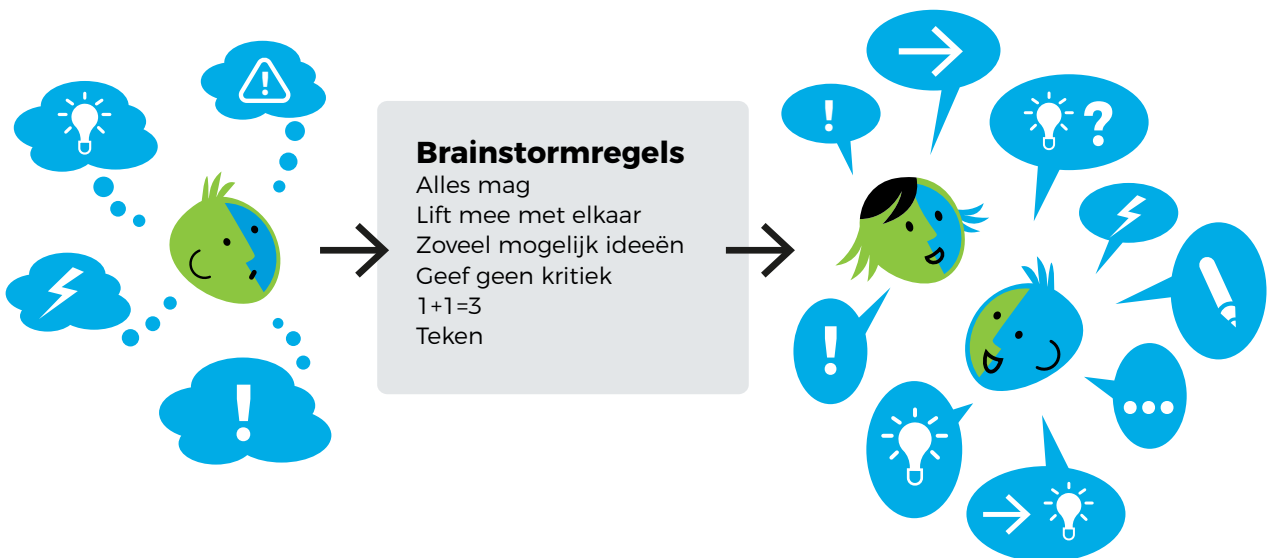 Brainstormregels
Alles mag
Lift mee met elkaar
Zoveel mogelijk ideeën
Geef geen kritiek
1+1=3
Teken